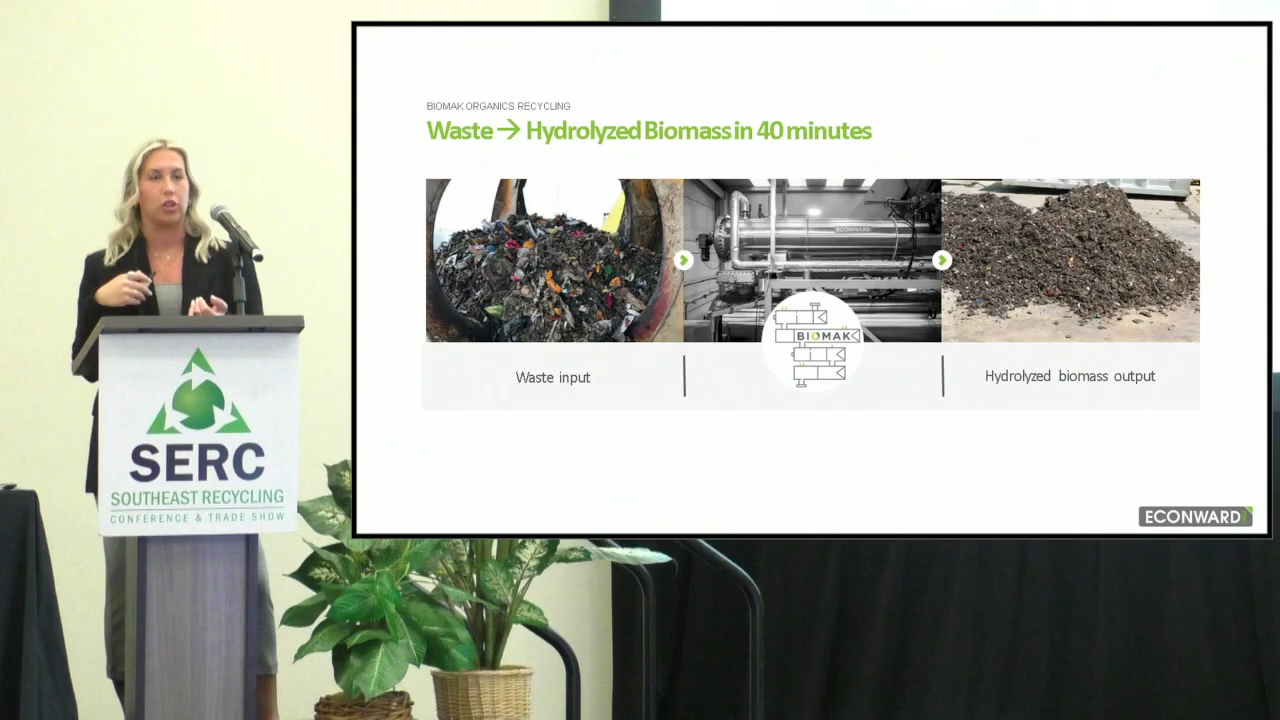 BIOMAK ORGANICS RECYCLING
Waste → Hydrolyzed Biomass in 40 minutes
ECONWARD
BIOMAK
Waste input
Hydrolyzed biomass output
ECONWARD
SERC
SOUTHEAST RECYCLING
CONFERENCE & TRADE SHOW